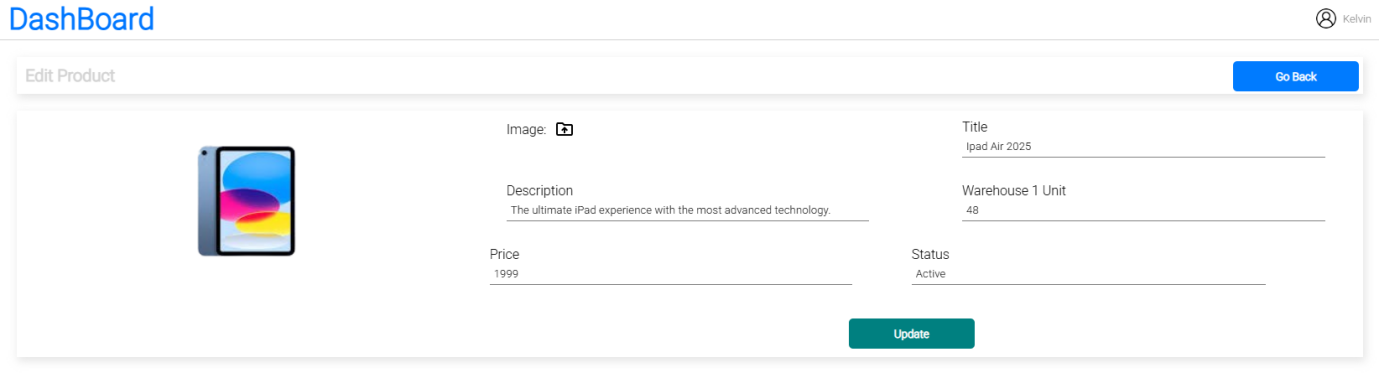 DashBoard
Kelvin
Edit Product
Go Back
Image:
Title
Ipad Air 2025
Description
The ultimate iPad experience with the most advanced technology.
Warehouse 1 Unit
48
Price
1999
Status
Active
Update